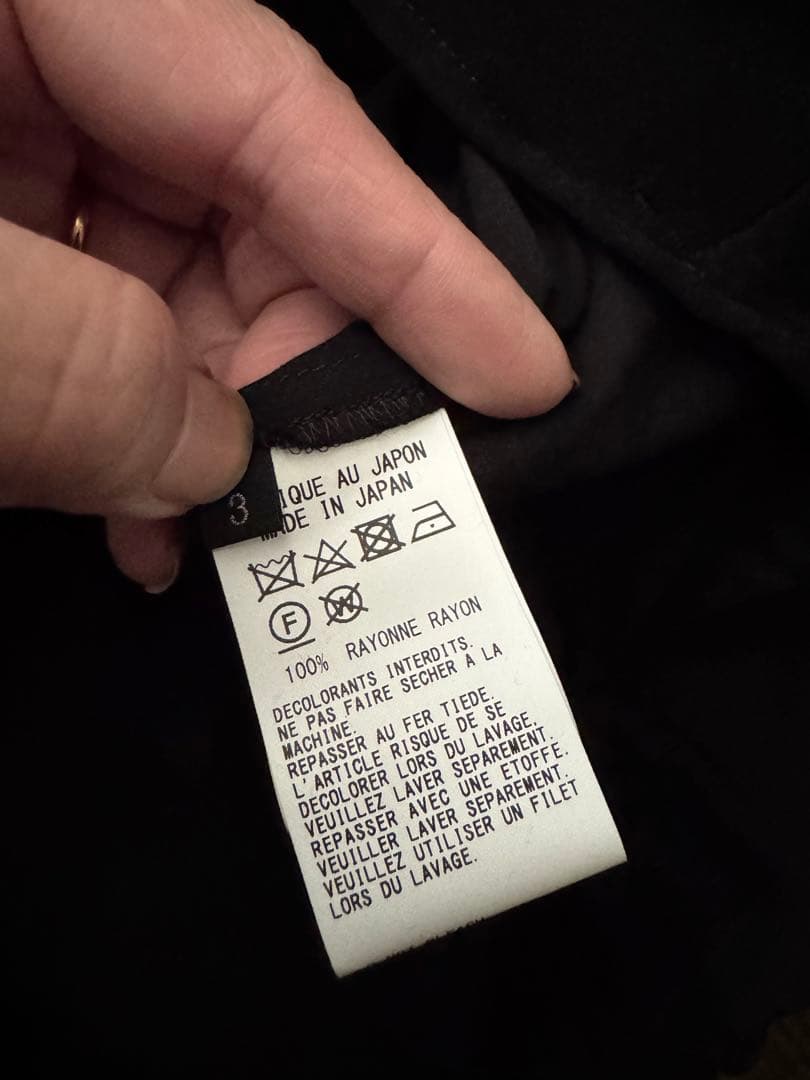 3
IQUE AU JAPON
MADE IN JAPAN
F W
100% RAYONNE RAYON
DECOLORANTS INTERDITS.
NE PAS FAIRE SECHER A LA
MACHINE.
REPASSER AU FER TIEDE.
L'ARTICLE RISQUE DE SE
DECOLORER LORS DU LAVAGE.
VEUILLEZ LAVER SEPAREMENT.
REPASSER AVEC UNE ETOFFE.
VEUILLER LAVER SEPAREMENT.
VEUILLEZ UTILISER UN FILET
LORS DU LAVAGE.